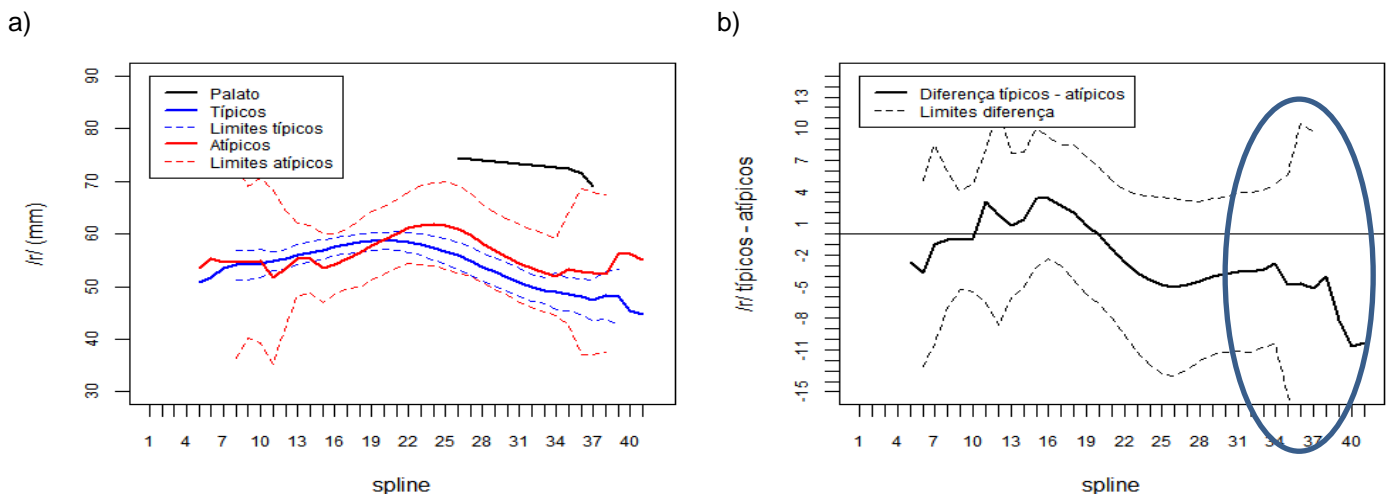 a)
90
80
70
60
50
40
30
/r/ (mm)
Palato
Típicos
Limites típicos
Atípicos
Limites atípicos
1 4 7 10 13 16 19 22 25 28 31 34 37 40
spline
b)
13
10
7
4
1
-2
-5
-8
-11
-15
/r/ típicos - atípicos
Diferença típicos - atípicos
Limites diferença
1 4 7 10 13 16 19 22 25 28 31 34 37 40
spline